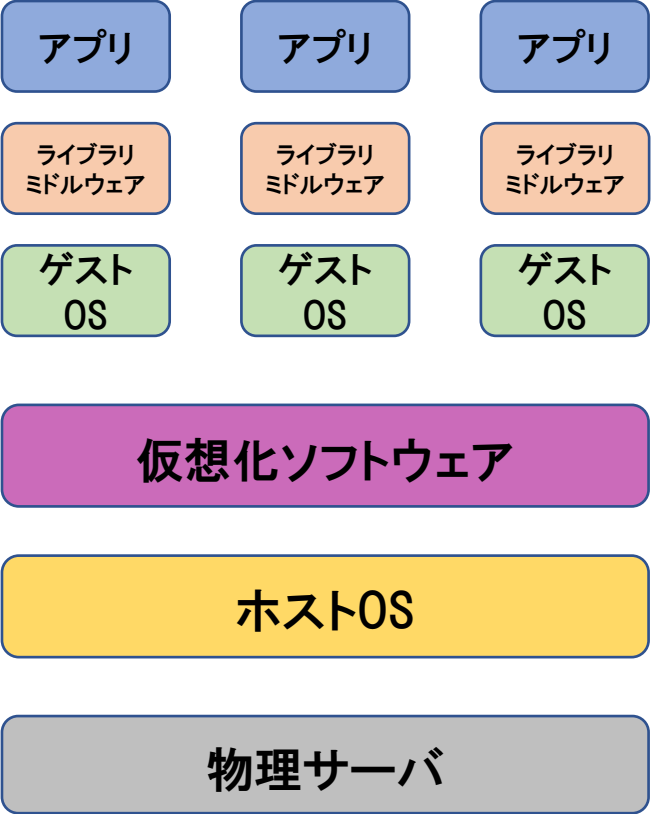 アプリ
アプリ
アプリ
ライブラリ
ミドルウェア
ライブラリ
ミドルウェア
ライブラリ
ミドルウェア
ゲスト
OS
ゲスト
OS
ゲスト
OS
仮想化ソフトウェア
ホストOS
物理サーバ